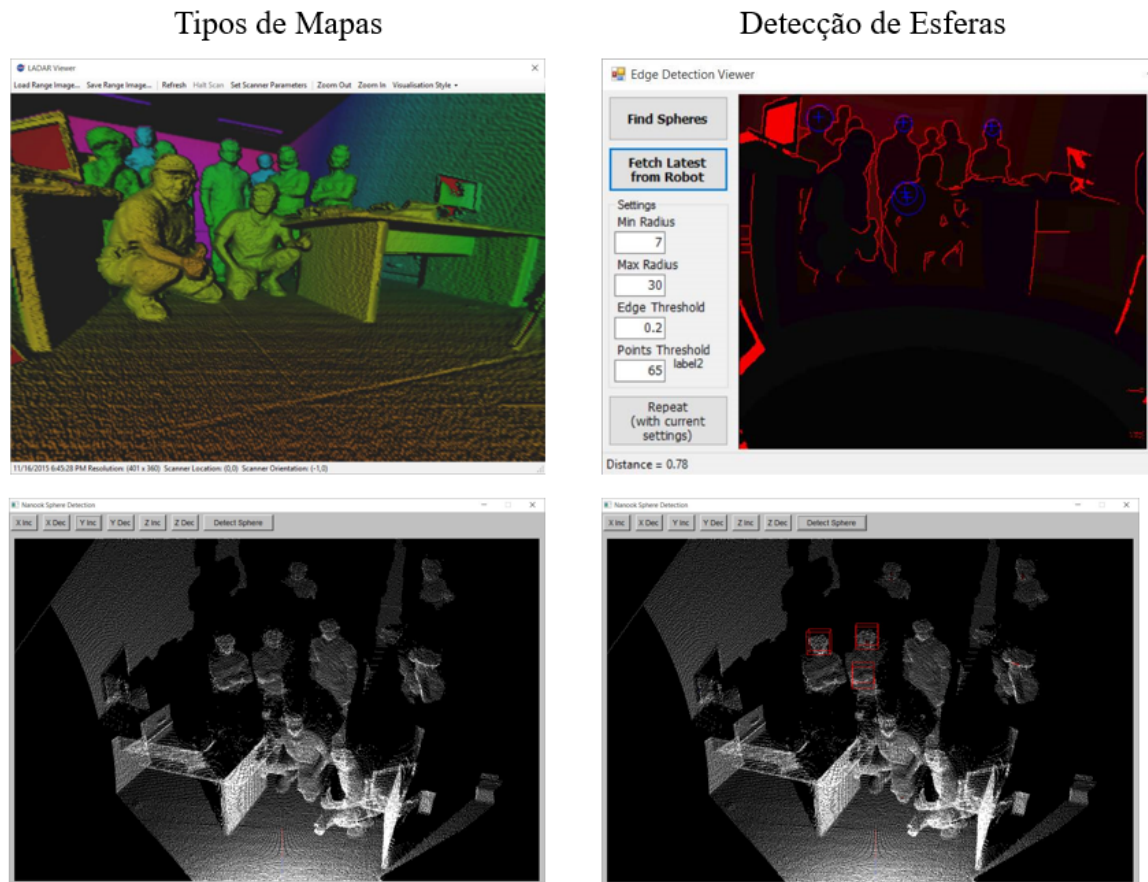 Tipos de Mapas
Detecção de Esferas
LADAR Viewer
Load Range Image... Save Range Image... Refresh Halt Scan Set Scanner Parameters Zoom Out Zoom In Visualisation Style
11/16/2015 6:45:28 PM Resolution: (401 x 360) Scanner Location: (0,0) Scanner Orientation: (-1,0)
Edge Detection Viewer
Find Spheres
Fetch Latest
from Robot
Settings
Min Radius
7
Max Radius
30
Edge Threshold
0.2
Points Threshold
label2
65
Repeat
(with current
settings)
Distance = 0.78
Nanook Sphere Detection
X Inc X Dec Y Inc Y Dec Z Inc Z Dec Detect Sphere
Nanook Sphere Detection
X Inc X Dec Y Inc Y Dec Z Inc Z Dec Detect Sphere